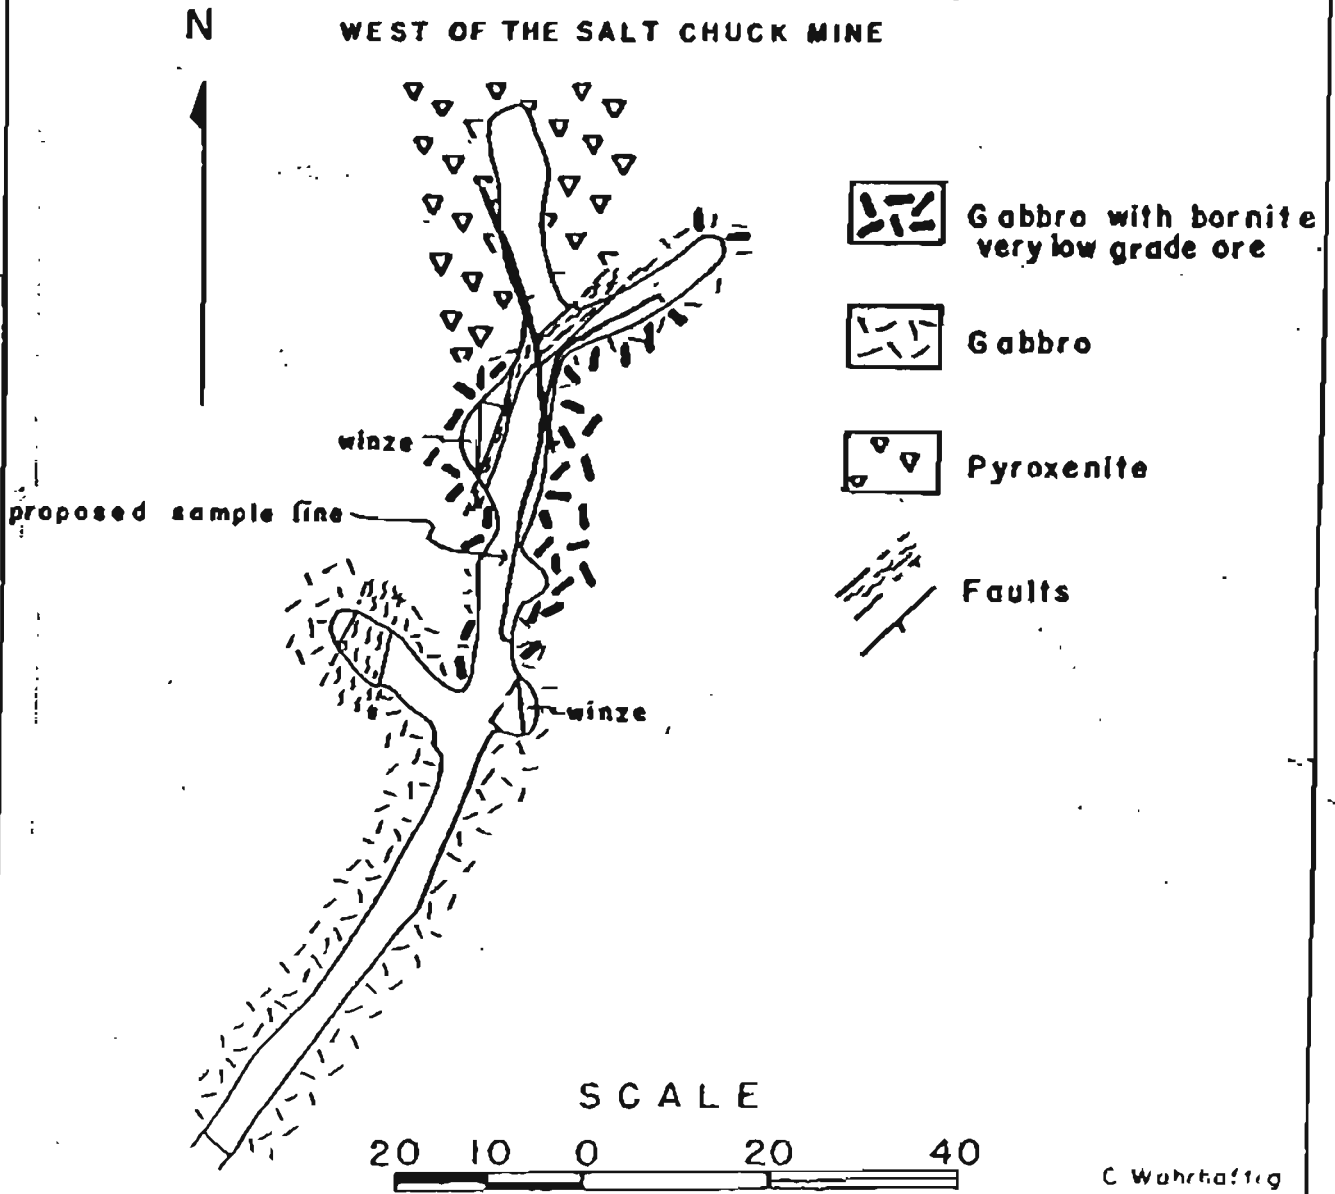 N
WEST OF THE SALT CHUCK MINE
Gabbro with bornite
very low grade ore
Gabbro
winze
Pyroxenite
proposed sample line
Faults
winze
SCALE
20 10 0 20 40
C Wahrhaftig